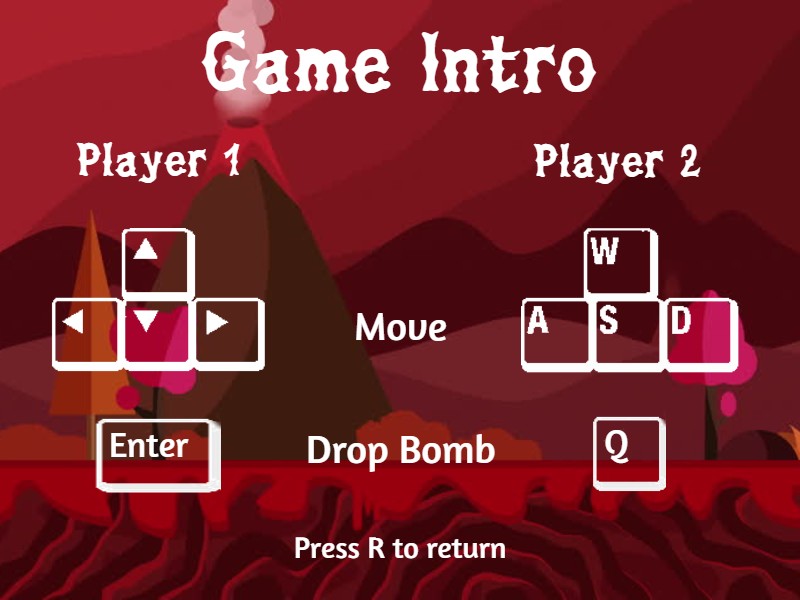 Game Intro
Player 1
Player 2
W
A S D
Move
Enter
Drop Bomb
Q
Press R to return